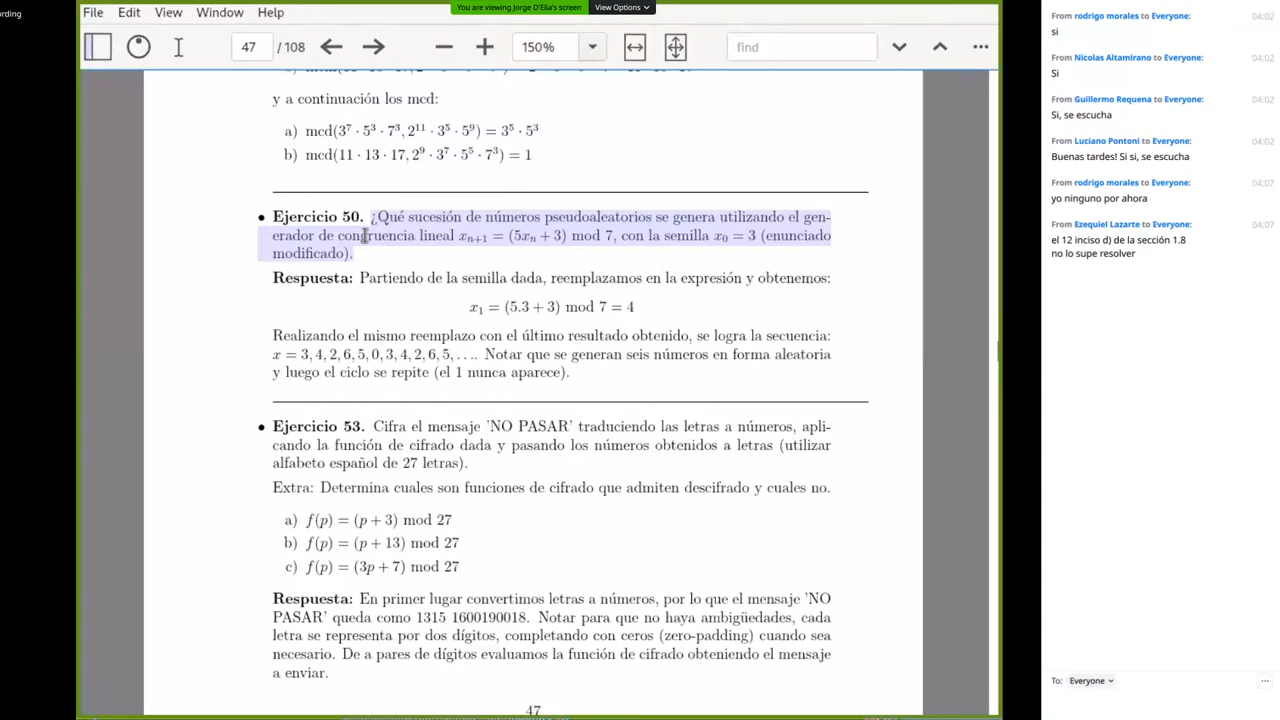 ording
File Edit View Window Help
You are viewing Jorge D'Elia's screen
View Options
47 / 108
150%
find
y a continuación los mcd:
a) mcd(3⁷ · 5³ · 7³, 2¹¹ · 3⁵ · 5⁹) = 3⁵ · 5³
b) mcd(11 · 13 · 17, 2⁹ · 3⁷ · 5⁵ · 7³) = 1
• Ejercicio 50. ¿Qué sucesión de números pseudoaleatorios se genera utilizando el gen-
erador de congruencia lineal xₙ₊₁ = (5xₙ + 3) mod 7, con la semilla x₀ = 3 (enunciado
modificado).
Respuesta: Partiendo de la semilla dada, reemplazamos en la expresión y obtenemos:
x₁ = (5.3 + 3) mod 7 = 4
Realizando el mismo reemplazo con el último resultado obtenido, se logra la secuencia:
x = 3, 4, 2, 6, 5, 0, 3, 4, 2, 6, 5, .... Notar que se generan seis números en forma aleatoria
y luego el ciclo se repite (el 1 nunca aparece).
• Ejercicio 53. Cifra el mensaje 'NO PASAR' traduciendo las letras a números, apli-
cando la función de cifrado dada y pasando los números obtenidos a letras (utilizar
alfabeto español de 27 letras).
Extra: Determina cuales son funciones de cifrado que admiten descifrado y cuales no.
a) f(p) = (p + 3) mod 27
b) f(p) = (p + 13) mod 27
c) f(p) = (3p + 7) mod 27
Respuesta: En primer lugar convertimos letras a números, por lo que el mensaje 'NO
PASAR' queda como 1315 1600190018. Notar para que no haya ambigüedades, cada
letra se representa por dos dígitos, completando con ceros (zero-padding) cuando sea
necesario. De a pares de dígitos evaluamos la función de cifrado obteniendo el mensaje
a enviar.
47
From rodrigo morales to Everyone: 04:02
si
From Nicolas Altamirano to Everyone: 04:02
Si
From Guillermo Requena to Everyone: 04:02
Si, se escucha
From Luciano Pontoni to Everyone: 04:02
Buenas tardes! Si si, se escucha
From rodrigo morales to Everyone: 04:07
yo ninguno por ahora
From Ezequiel Lazarte to Everyone: 04:07
el 12 inciso d) de la sección 1.8
no lo supe resolver
To: Everyone